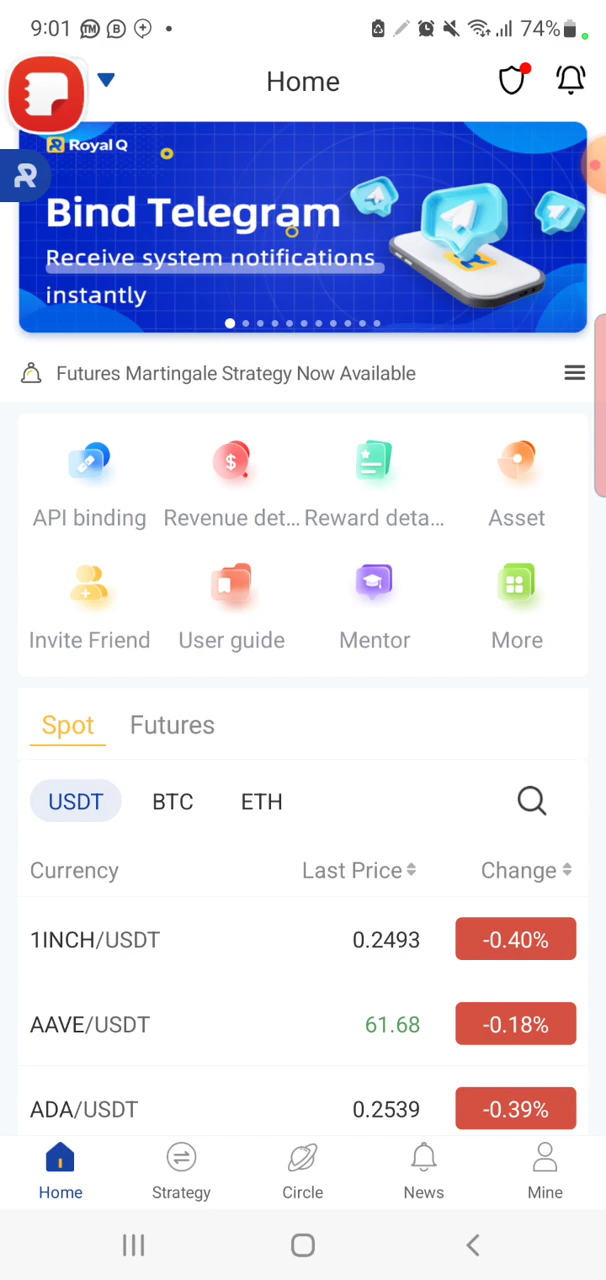 9:01
74%
Home
Royal Q
Bind Telegram
Receive system notifications
instantly
Futures Martingale Strategy Now Available
API binding
Revenue det...
Reward deta...
Asset
Invite Friend
User guide
Mentor
More
Spot
Futures
USDT
BTC
ETH
Currency
Last Price
Change
1INCH/USDT
0.2493
-0.40%
AAVE/USDT
61.68
-0.18%
ADA/USDT
0.2539
-0.39%
Home
Strategy
Circle
News
Mine